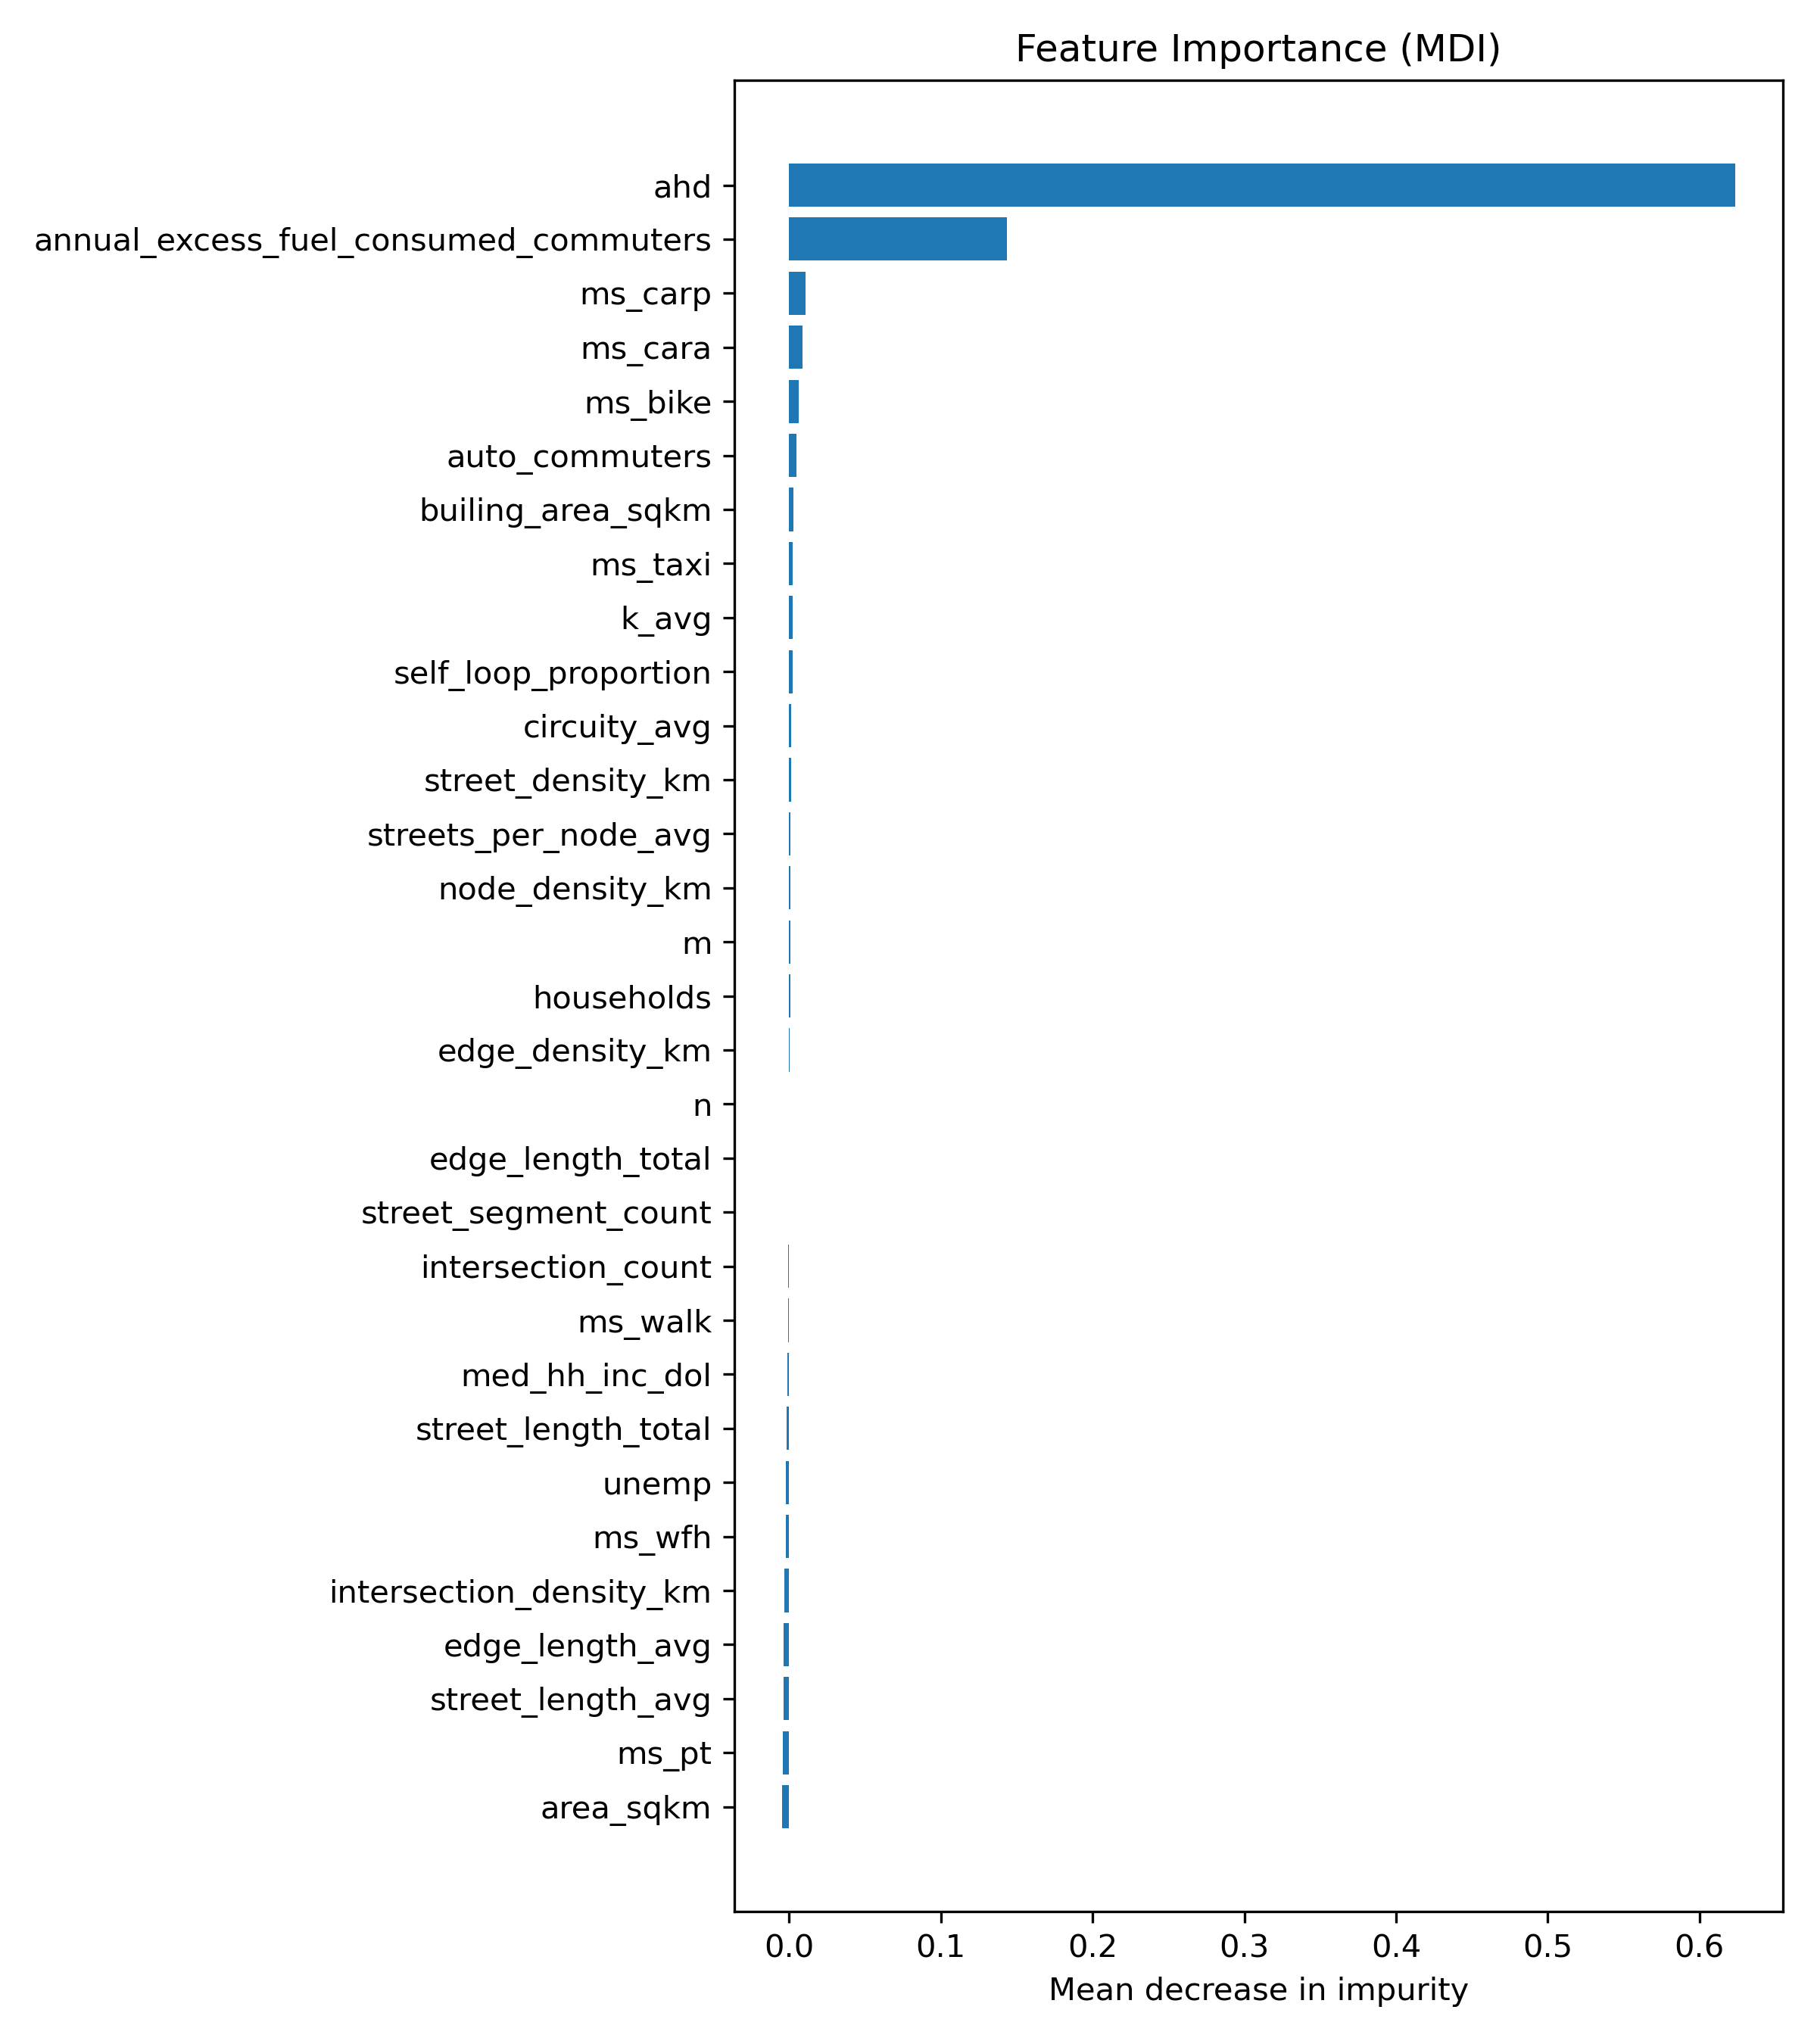 Feature Importance (MDI)
ahd
annual_excess_fuel_consumed_commuters
ms_carp
ms_cara
ms_bike
auto_commuters
builing_area_sqkm
ms_taxi
k_avg
self_loop_proportion
circuity_avg
street_density_km
streets_per_node_avg
node_density_km
m
households
edge_density_km
n
edge_length_total
street_segment_count
intersection_count
ms_walk
med_hh_inc_dol
street_length_total
unemp
ms_wfh
intersection_density_km
edge_length_avg
street_length_avg
ms_pt
area_sqkm
0.0 0.1 0.2 0.3 0.4 0.5 0.6
Mean decrease in impurity